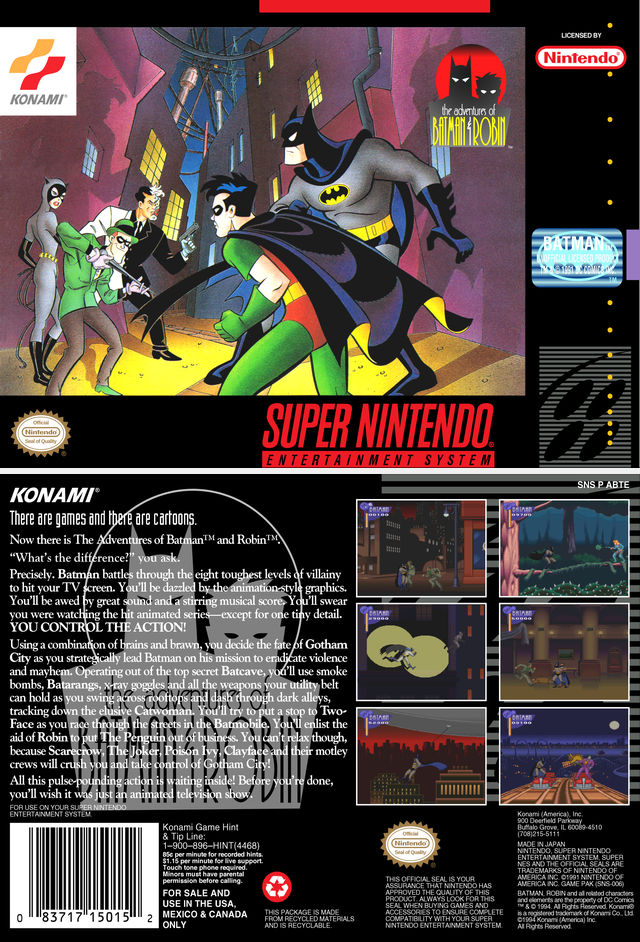 KONAMI®
LICENSED BY
Nintendo®
the adventures of
BATMAN & ROBIN™
BATMAN
OFFICIAL LICENSED PRODUCT
TM & © 1991 DC COMICS INC.
TM
Official
Nintendo
Seal of Quality
®
SUPER NINTENDO®
ENTERTAINMENT SYSTEM
KONAMI®
SNS P ABTE
There are games and there are cartoons.
Now there is The Adventures of Batman™ and Robin™.
“What's the difference?” you ask.
Precisely. Batman battles through the eight toughest levels of villainy
to hit your TV screen. You'll be dazzled by the animation-style graphics.
You'll be awed by great sound and a stirring musical score. You'll swear
you were watching the hit animated series—except for one tiny detail.
YOU CONTROL THE ACTION!
Using a combination of brains and brawn, you decide the fate of Gotham
City as you strategically lead Batman on his mission to eradicate violence
and mayhem. Operating out of the top secret Batcave, you'll use smoke
bombs, Batarangs, x-ray goggles and all the weapons your utility belt
can hold as you swing across rooftops and dash through dark alleys,
tracking down the elusive Catwoman. You'll try to put a stop to Two-
Face as you race through the streets in the Batmobile. You'll enlist the
aid of Robin to put The Penguin out of business. You can't relax though,
because Scarecrow, The Joker, Poison Ivy, Clayface and their motley
crews will crush you and take control of Gotham City!
All this pulse-pounding action is waiting inside! Before you're done,
you'll wish it was just an animated television show.
FOR USE ON YOUR SUPER NINTENDO
ENTERTAINMENT SYSTEM.
BATMAN
BATMAN
BATMAN
BATMAN
BATMAN
BATMAN
0 83717 15015 2
Konami Game Hint
& Tip Line:
1–900–896–HINT(4468)
85¢ per minute for recorded hints.
$1.15 per minute for live support.
Touch tone phone required.
Minors must have parental
permission before calling.
FOR SALE AND
USE IN THE USA,
MEXICO & CANADA
ONLY
THIS PACKAGE IS MADE
FROM RECYCLED MATERIALS
AND IS RECYCLABLE.
Official
Nintendo
Seal of Quality
THIS OFFICIAL SEAL IS YOUR
ASSURANCE THAT NINTENDO HAS
APPROVED THE QUALITY OF THIS
PRODUCT. ALWAYS LOOK FOR THIS
SEAL WHEN BUYING GAMES AND
ACCESSORIES TO ENSURE COMPLETE
COMPATIBILITY WITH YOUR SUPER
NINTENDO ENTERTAINMENT SYSTEM.
Konami (America), Inc.
900 Deerfield Parkway
Buffalo Grove, IL 60089-4510
(708)215-5111
MADE IN JAPAN
NINTENDO, SUPER NINTENDO
ENTERTAINMENT SYSTEM, SUPER
NES AND THE OFFICIAL SEALS ARE
TRADEMARKS OF NINTENDO OF
AMERICA INC. ©1991 NINTENDO OF
AMERICA INC. GAME PAK (SNS-006)
BATMAN, ROBIN and all related characters
and elements are the property of DC Comics
™ & © 1994. All Rights Reserved. Konami®
is a registered trademark of Konami Co., Ltd.
©1994 Konami (America) Inc.
All Rights Reserved.